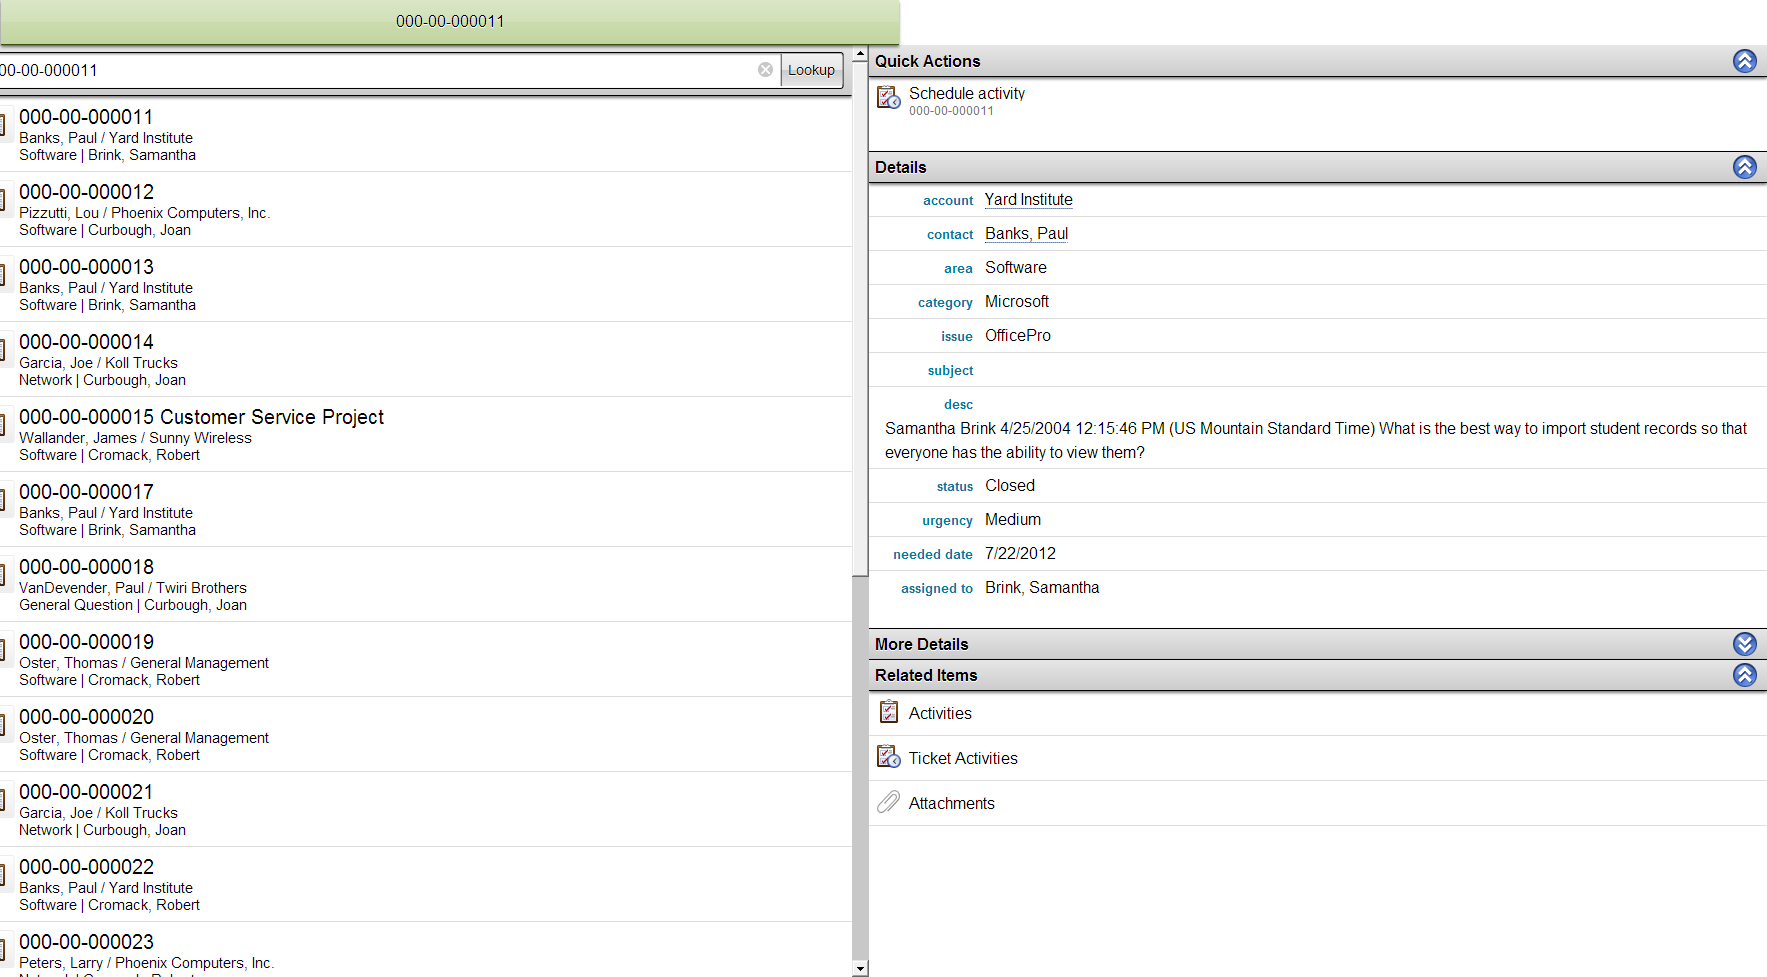 000-00-000011
00-00-000011
Lookup
000-00-000011
Banks, Paul / Yard Institute
Software | Brink, Samantha
000-00-000012
Pizzutti, Lou / Phoenix Computers, Inc.
Software | Curbough, Joan
000-00-000013
Banks, Paul / Yard Institute
Software | Brink, Samantha
000-00-000014
Garcia, Joe / Koll Trucks
Network | Curbough, Joan
000-00-000015 Customer Service Project
Wallander, James / Sunny Wireless
Software | Cromack, Robert
000-00-000017
Banks, Paul / Yard Institute
Software | Brink, Samantha
000-00-000018
VanDevender, Paul / Twiri Brothers
General Question | Curbough, Joan
000-00-000019
Oster, Thomas / General Management
Software | Cromack, Robert
000-00-000020
Oster, Thomas / General Management
Software | Cromack, Robert
000-00-000021
Garcia, Joe / Koll Trucks
Network | Curbough, Joan
000-00-000022
Banks, Paul / Yard Institute
Software | Cromack, Robert
000-00-000023
Peters, Larry / Phoenix Computers, Inc.
Quick Actions
Schedule activity
000-00-000011
Details
account Yard Institute
contact Banks, Paul
area Software
category Microsoft
issue OfficePro
subject
desc
Samantha Brink 4/25/2004 12:15:46 PM (US Mountain Standard Time) What is the best way to import student records so that
everyone has the ability to view them?
status Closed
urgency Medium
needed date 7/22/2012
assigned to Brink, Samantha
More Details
Related Items
Activities
Ticket Activities
Attachments